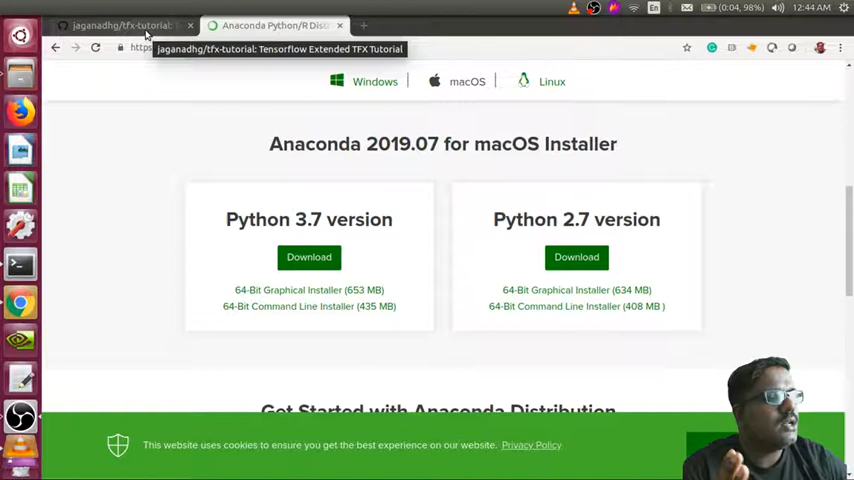 En
(0:04, 98%)
12:44 AM
jaganadhg/tfx-tutorial:
Anaconda Python/R Dist
https
jaganadhg/tfx-tutorial: Tensorflow Extended TFX Tutorial
Windows
macOS
Linux
Anaconda 2019.07 for macOS Installer
Python 3.7 version
Download
64-Bit Graphical Installer (653 MB)
64-Bit Command Line Installer (435 MB)
Python 2.7 version
Download
64-Bit Graphical Installer (634 MB)
64-Bit Command Line Installer (408 MB )
Get Started with Anaconda Distribution
This website uses cookies to ensure you get the best experience on our website. Privacy Policy